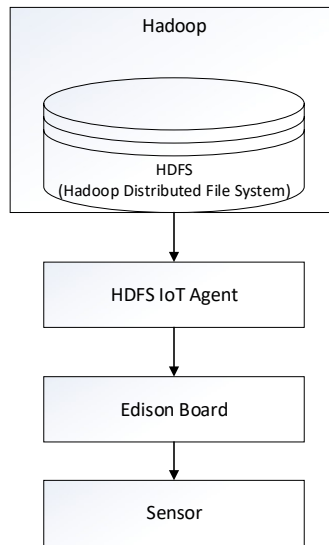 Hadoop
HDFS
(Hadoop Distributed File System)
HDFS IoT Agent
Edison Board
Sensor